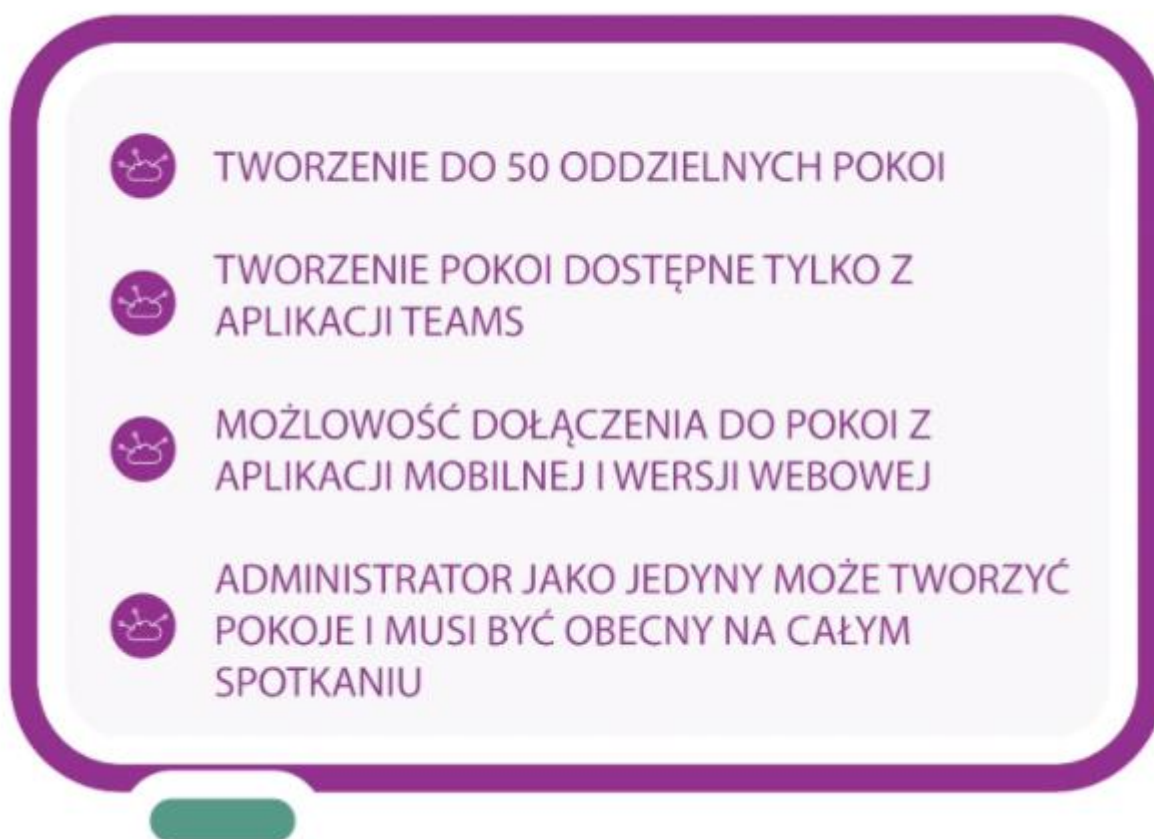 TWORZENIE DO 50 ODDZIELNYCH POKOI
TWORZENIE POKOI DOSTĘPNE TYLKO Z
APLIKACJI TEAMS
MOŻLOWOŚĆ DOŁĄCZENIA DO POKOI Z
APLIKACJI MOBILNEJ I WERSJI WEBOWEJ
ADMINISTRATOR JAKO JEDYNY MOŻE TWORZYĆ
POKOJE I MUSI BYĆ OBECNY NA CAŁYM
SPOTKANIU